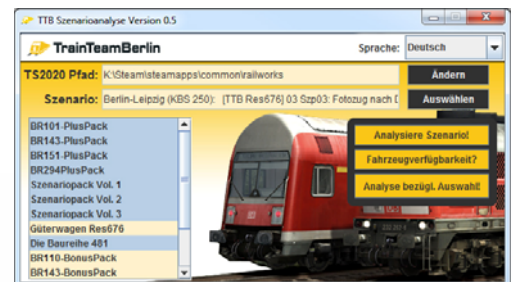 TTB Szenarioanalyse Version 0.5
TrainTeamBerlin
Sprache: Deutsch
TS2020 Pfad: K:\Steam\steamapps\common\railworks
Ändern
Szenario: Berlin-Leipzig (KBS 250): [TTB Res676] 03 Szp03: Fotozug nach
Auswählen
BR101-PlusPack
BR143-PlusPack
BR151-PlusPack
BR294PlusPack
Szenariopack Vol. 1
Szenariopack Vol. 2
Szenariopack Vol. 3
Güterwagen Res676
Die Baureihe 481
BR110-BonusPack
BR143-BonusPack
Analysiere Szenario!
Fahrzeugverfügbarkeit?
Analyse bezügl. Auswahl!